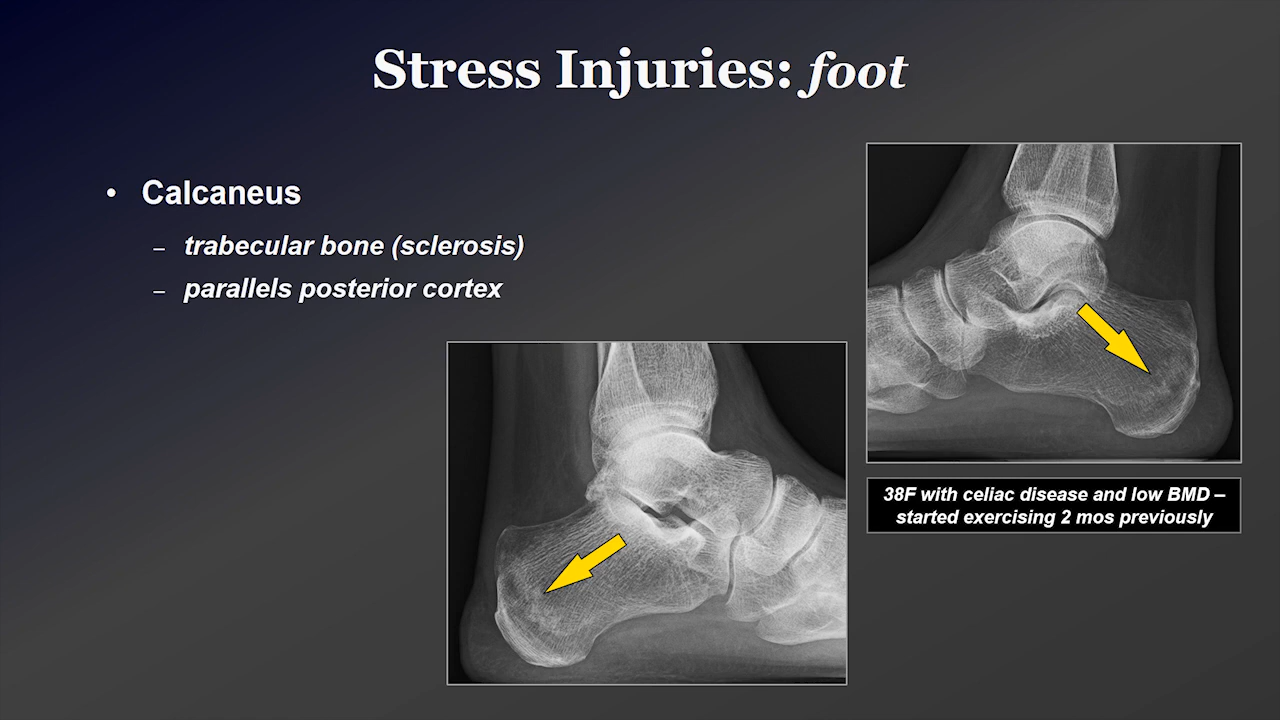 Stress Injuries: foot
• Calcaneus
– trabecular bone (sclerosis)
– parallels posterior cortex
38F with celiac disease and low BMD –
started exercising 2 mos previously